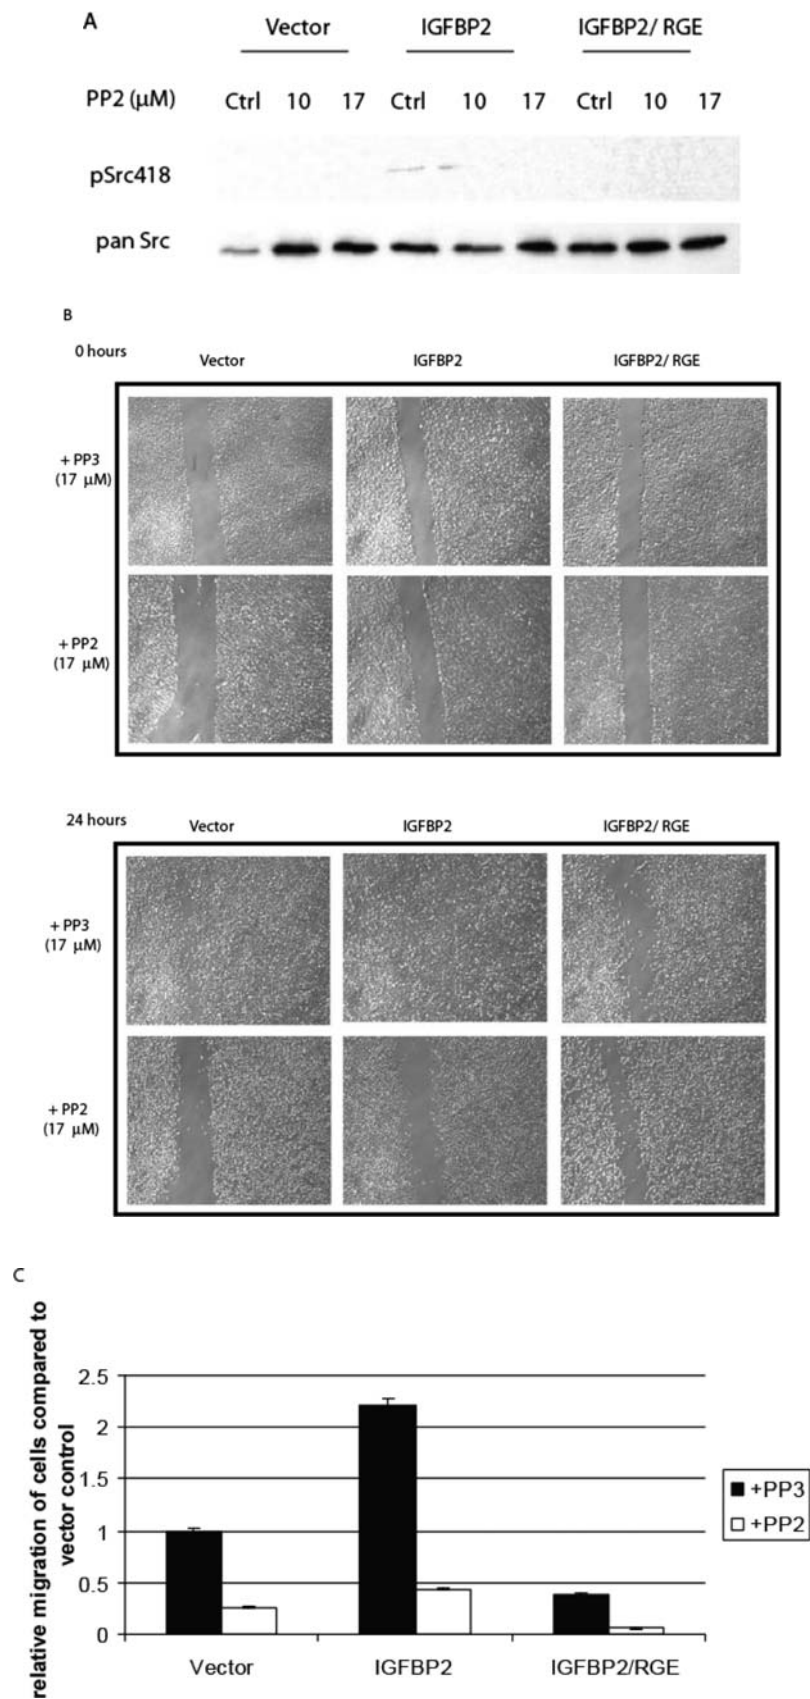 A
Vector IGFBP2 IGFBP2/ RGE
PP2 (μM) Ctrl 10 17 Ctrl 10 17 Ctrl 10 17
pSrc418
pan Src
B
0 hours
Vector IGFBP2 IGFBP2/ RGE
+ PP3
(17 μM)
+ PP2
(17 μM)
24 hours
Vector IGFBP2 IGFBP2/ RGE
+ PP3
(17 μM)
+ PP2
(17 μM)
C
relative migration of cells compared to
vector control
2.5
2
1.5
1
0.5
0
Vector IGFBP2 IGFBP2/RGE
+PP3
+PP2